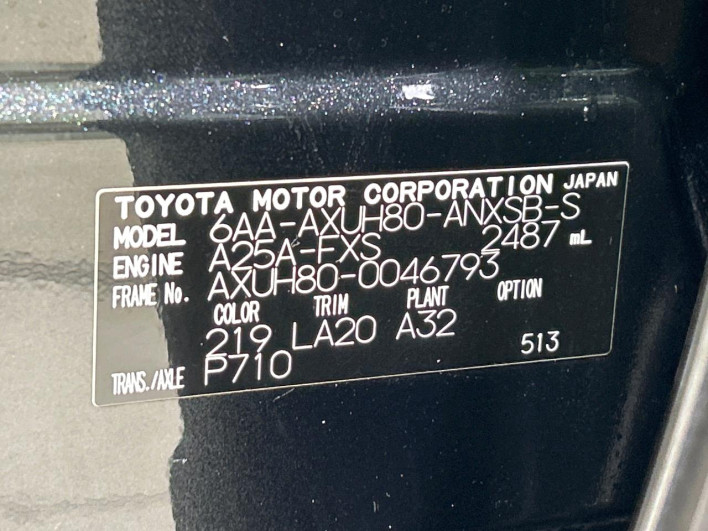 TOYOTA MOTOR CORPORATION JAPAN
MODEL 6AA-AXUH80-ANXSB-S
ENGINE A25A-FXS 2487 mL
FRAME No. AXUH80-0046793
COLOR TRIM PLANT OPTION
219 LA20 A32
TRANS./AXLE P710 513